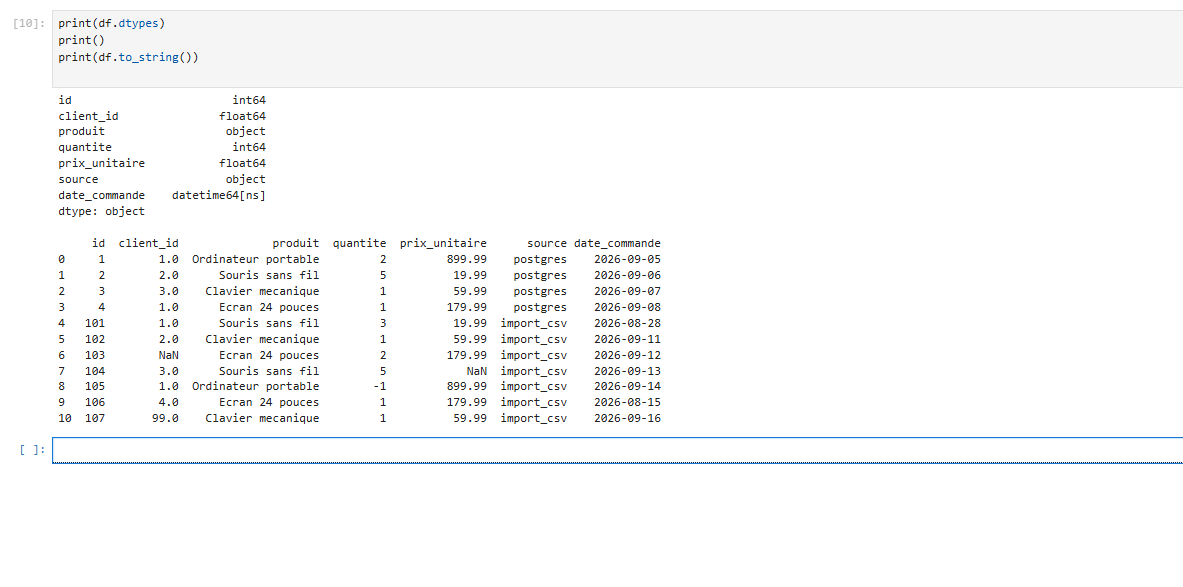 [10]: print(df.dtypes)
print()
print(df.to_string())
id int64
client_id float64
produit object
quantite int64
prix_unitaire float64
source object
date_commande datetime64[ns]
dtype: object
id client_id produit quantite prix_unitaire source date_commande
0 1 1.0 Ordinateur portable 2 899.99 postgres 2026-09-05
1 2 2.0 Souris sans fil 5 19.99 postgres 2026-09-06
2 3 3.0 Clavier mecanique 1 59.99 postgres 2026-09-07
3 4 1.0 Ecran 24 pouces 1 179.99 postgres 2026-09-08
4 101 1.0 Souris sans fil 3 19.99 import_csv 2026-08-28
5 102 2.0 Clavier mecanique 1 59.99 import_csv 2026-09-11
6 103 NaN Ecran 24 pouces 2 179.99 import_csv 2026-09-12
7 104 3.0 Souris sans fil 5 NaN import_csv 2026-09-13
8 105 1.0 Ordinateur portable -1 899.99 import_csv 2026-09-14
9 106 4.0 Ecran 24 pouces 1 179.99 import_csv 2026-08-15
10 107 99.0 Clavier mecanique 1 59.99 import_csv 2026-09-16
[ ]: